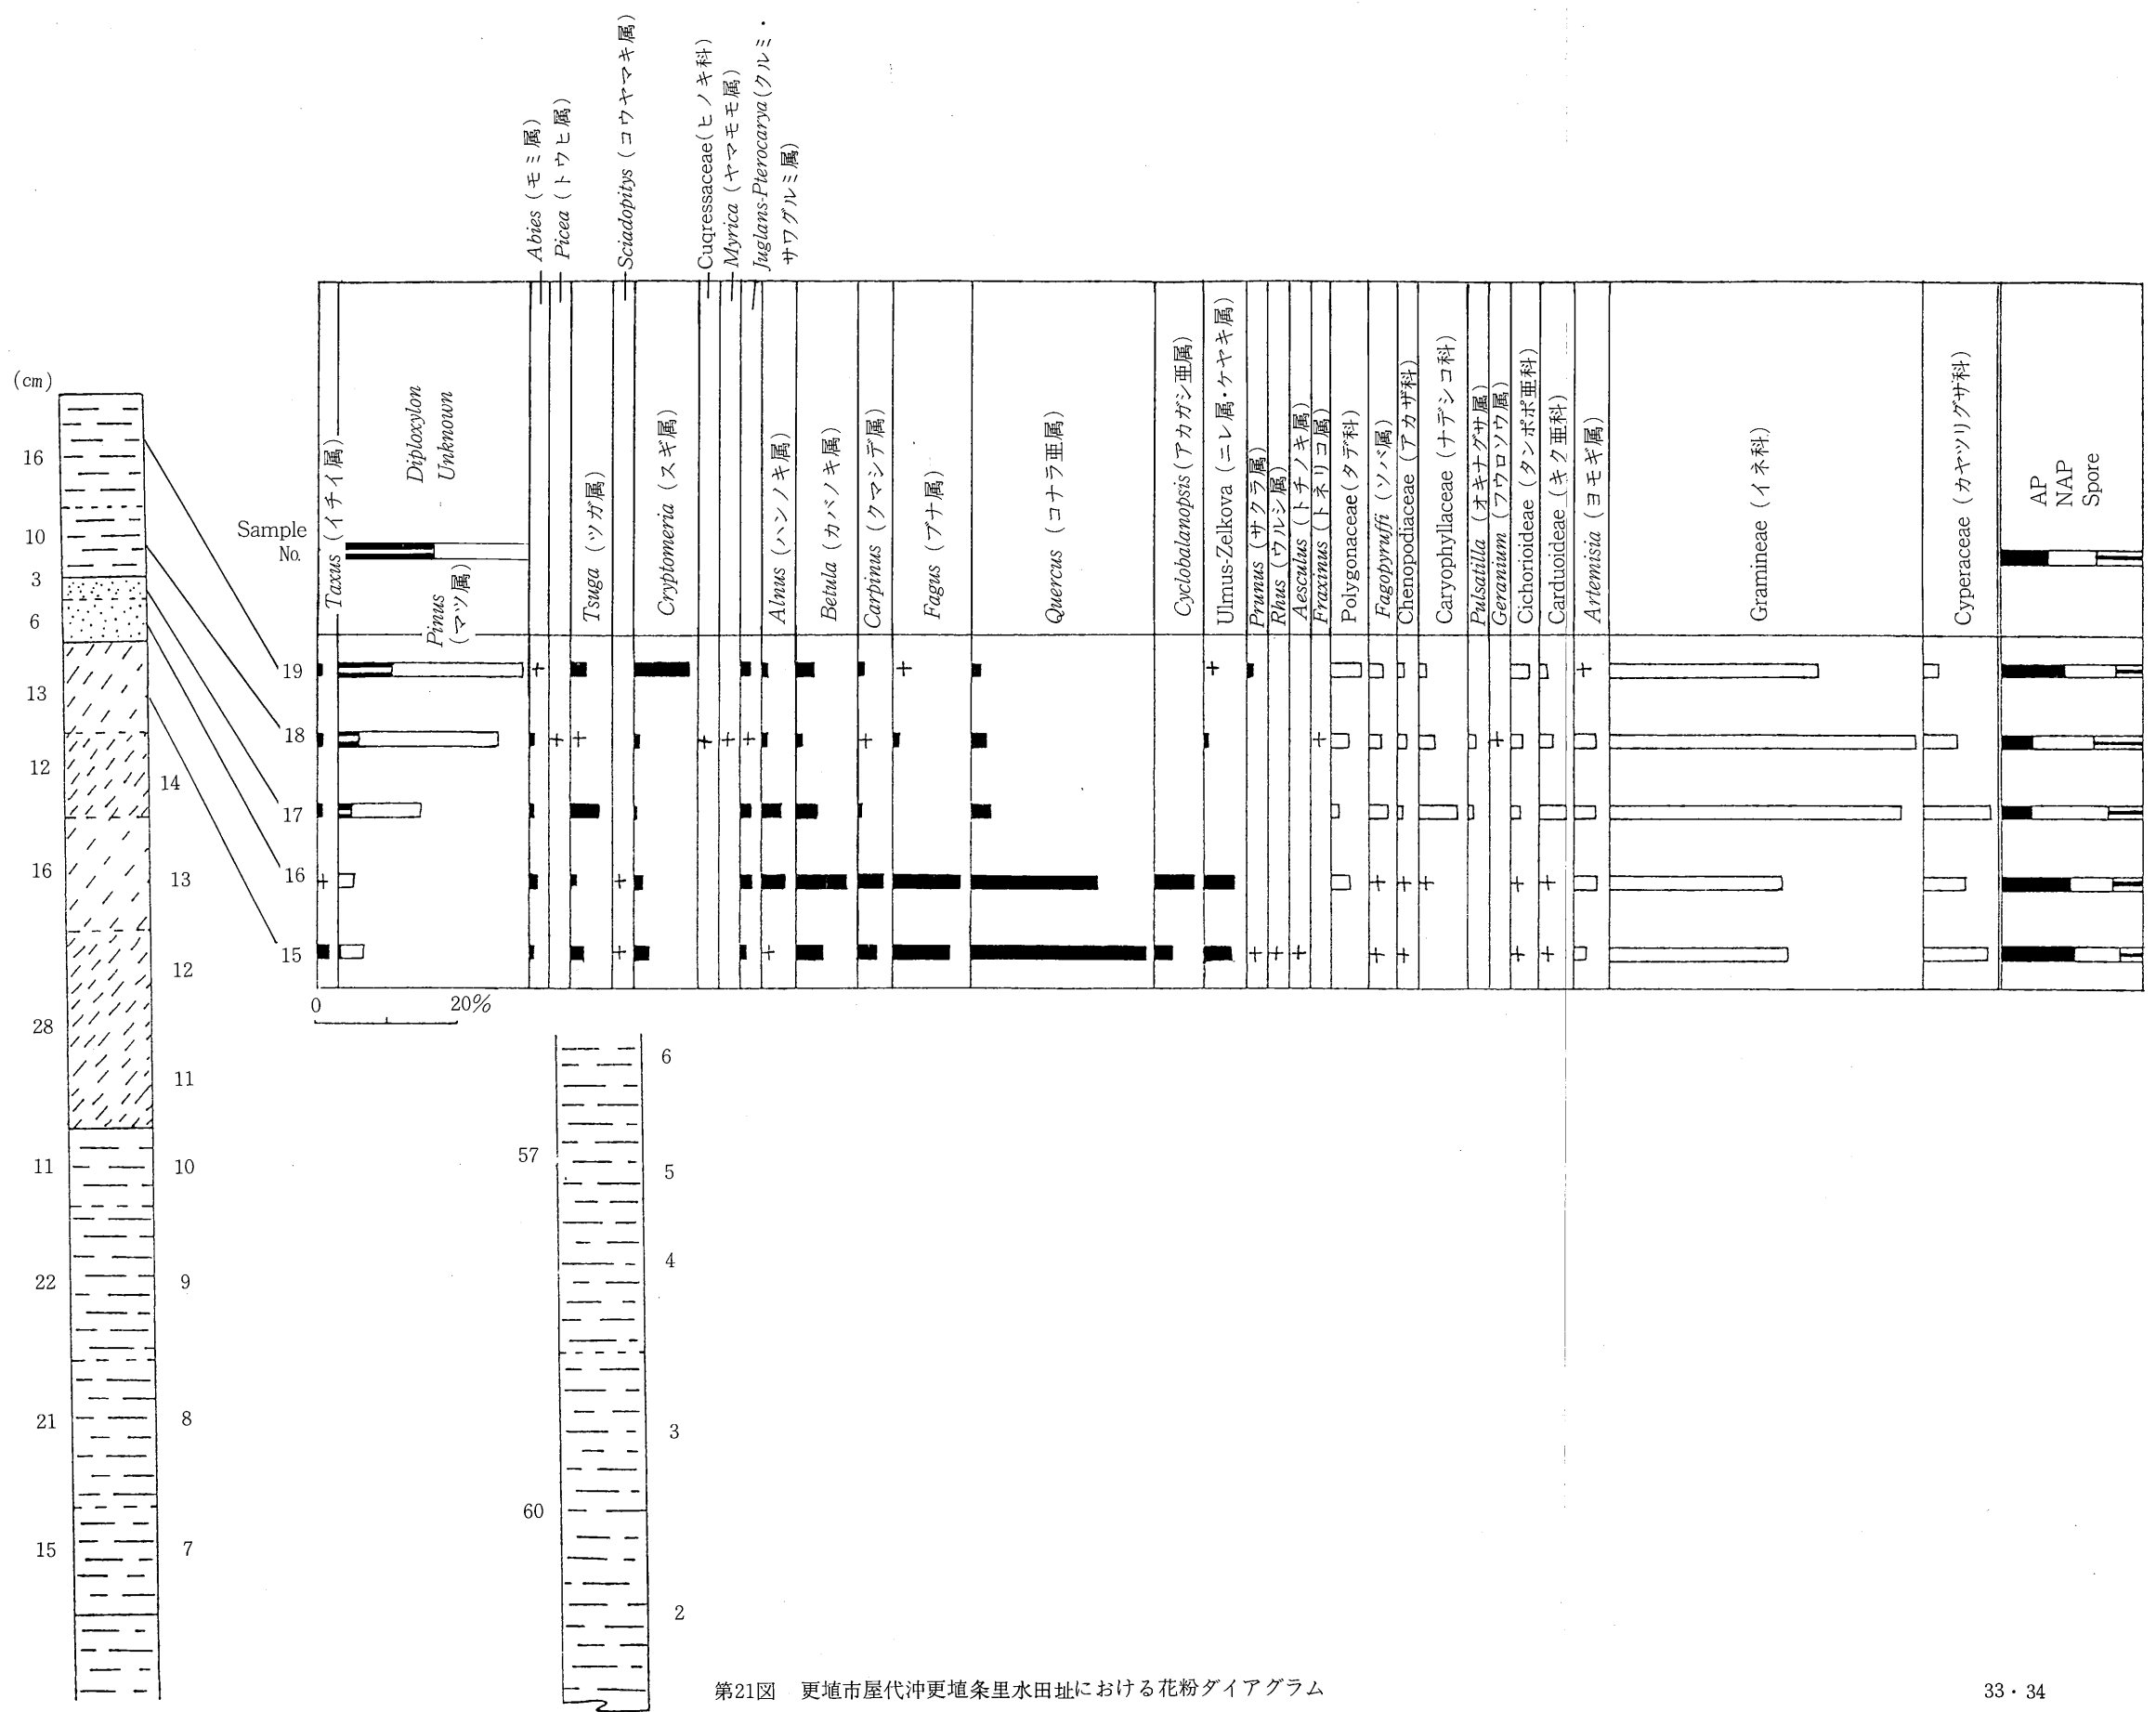 Abies (モミ属)
Picea (トウヒ属)
Sciadopitys (コウヤマキ属)
Cuqressaceae(ヒノキ科)
Myrica (ヤマモモ属)
Juglans-Pterocarya(クルミ・
サワグルミ属)
Sample
No.
Taxus (イチイ属)
Diploxylon
Unknown
Pinus
(マツ属)
Tsuga (ツガ属)
Cryptomeria (スギ属)
Alnus (ハンノキ属)
Betula (カバノキ属)
Carpinus (クマシデ属)
Fagus (ブナ属)
Quercus (コナラ亜属)
Cyclobalanopsis(アカガシ亜属)
Ulmus-Zelkova (ニレ属・ケヤキ属)
Prunus (サクラ属)
Rhus (ウルシ属)
Aesculus (トチノキ属)
Fraxinus (トネリコ属)
Polygonaceae(タデ科)
Fagopyruffi (ソバ属)
Chenopodiaceae (アカザ科)
Caryophyllaceae (ナデシコ科)
Pulsatilla (オキナグサ属)
Geranium (フウロソウ属)
Cichorioideae (タンポポ亜科)
Carduoideae (キク亜科)
Artemisia (ヨモギ属)
Gramineae (イネ科)
Cyperaceae (カヤツリグサ科)
AP
NAP
Spore
19
+
+
+
+
18
+
+
+
+
+
+
+
+
17
16
+
+
+
+
+
+
+
15
+
+
+
+
+
+
+
+
+
0
20%
(cm)
16
10
3
6
13
12
16
28
11
22
21
15
14
13
12
11
10
9
8
7
57
60
6
5
4
3
2
第21図 更埴市屋代沖更埴条里水田址における花粉ダイアグラム
33・34